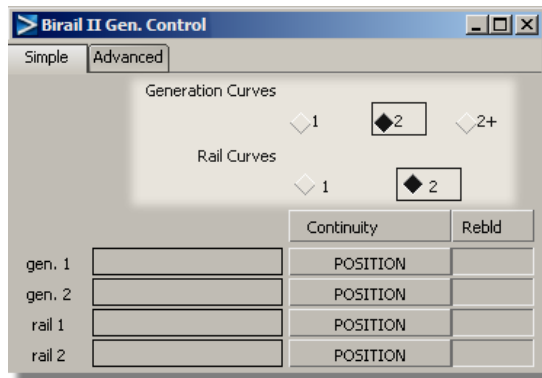 Birail II Gen. Control
Simple Advanced
Generation Curves
1 2 2+
Rail Curves
1 2
Continuity Rebld
gen. 1 POSITION
gen. 2 POSITION
rail 1 POSITION
rail 2 POSITION